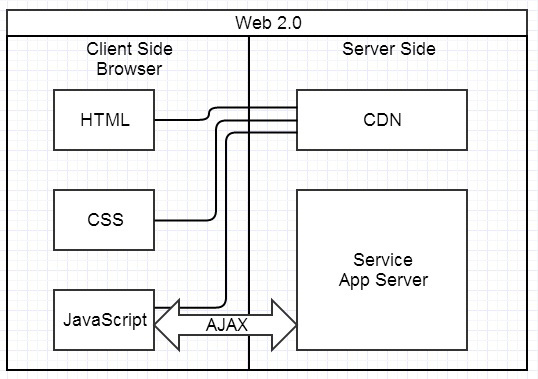 Web 2.0
Client Side
Browser
Server Side
HTML
CDN
CSS
Service
App Server
JavaScript
AJAX